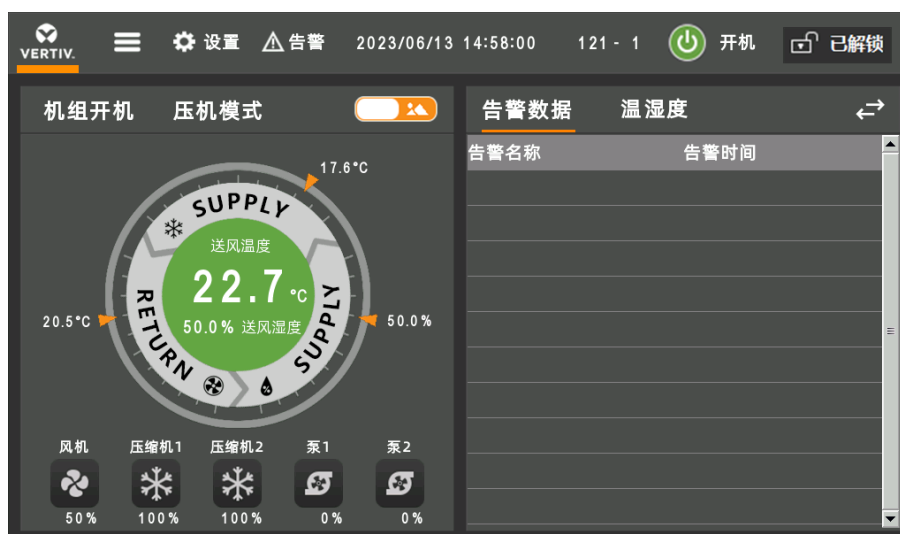 VERTIV.
设置
告警
2023/06/13 14:58:00
121 - 1
开机
已解锁
机组开机
压机模式
告警数据
温湿度
告警名称
告警时间
17.6°C
SUPPLY
送风温度
22.7 °C
50.0% 送风湿度
RETURN
SUPPLY
20.5°C
50.0%
风机
压缩机1
压缩机2
泵1
泵2
50%
100%
100%
0%
0%